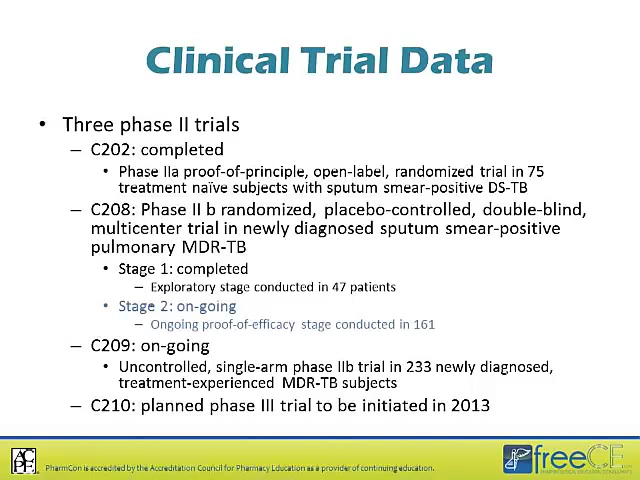 Clinical Trial Data
• Three phase II trials
– C202: completed
• Phase IIa proof-of-principle, open-label, randomized trial in 75
treatment naïve subjects with sputum smear-positive DS-TB
– C208: Phase II b randomized, placebo-controlled, double-blind,
multicenter trial in newly diagnosed sputum smear-positive
pulmonary MDR-TB
• Stage 1: completed
– Exploratory stage conducted in 47 patients
• Stage 2: on-going
– Ongoing proof-of-efficacy stage conducted in 161
– C209: on-going
• Uncontrolled, single-arm phase IIb trial in 233 newly diagnosed,
treatment-experienced MDR-TB subjects
– C210: planned phase III trial to be initiated in 2013
PharmCon is accredited by the Accreditation Council for Pharmacy Education as a provider of continuing education.
freeCE